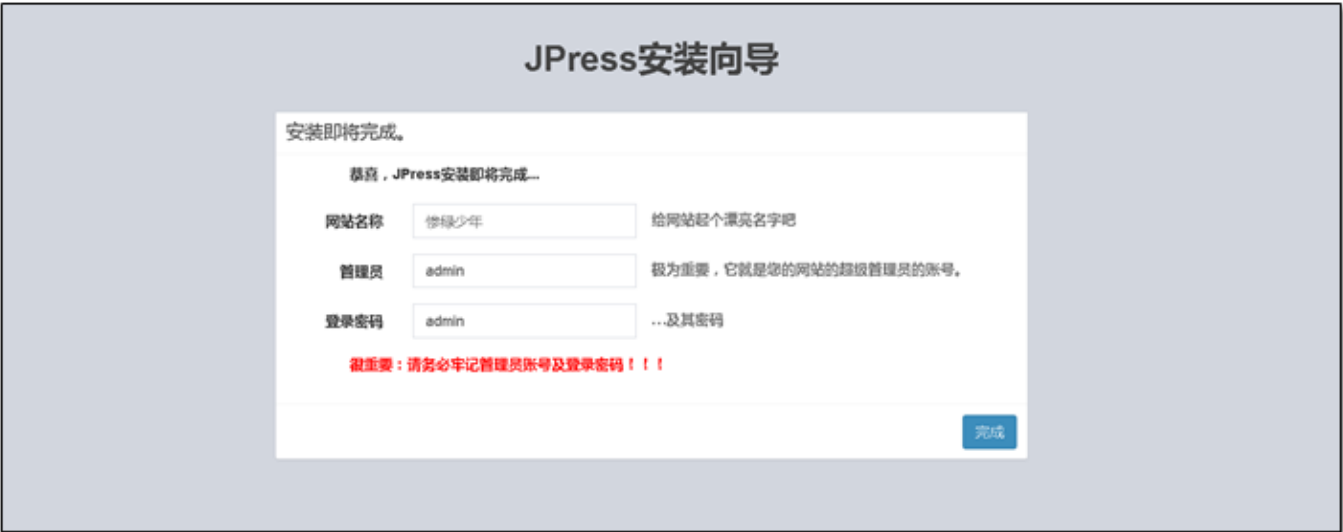 JPress安装向导
安装即将完成。
恭喜，JPress安装即将完成...
网站名称 惨绿少年 给网站起个漂亮名字吧
管理员 admin 极为重要，它就是您的网站的超级管理员的账号。
登录密码 admin ...及其密码
很重要：请务必牢记管理员账号及登录密码！！！
完成